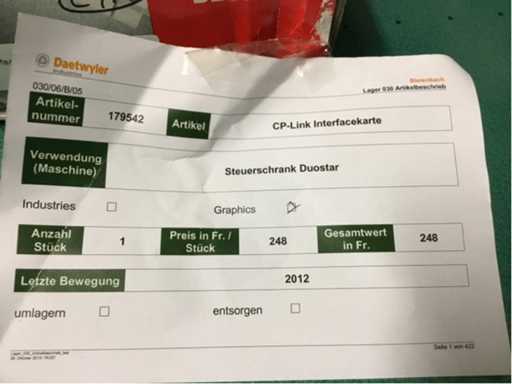 Daetwyler
Industries
Bleienbach
Lager 030 Artikelbeschrieb
030/06/B/05
Artikel-
nummer
179542
Artikel
CP-Link Interfacekarte
Verwendung
(Maschine)
Steuerschrank Duostar
Industries
Graphics
Anzahl
Stück
1
Preis in Fr. /
Stück
248
Gesamtwert
in Fr.
248
Letzte Bewegung
2012
umlagern
entsorgen
Seite 1 von 422